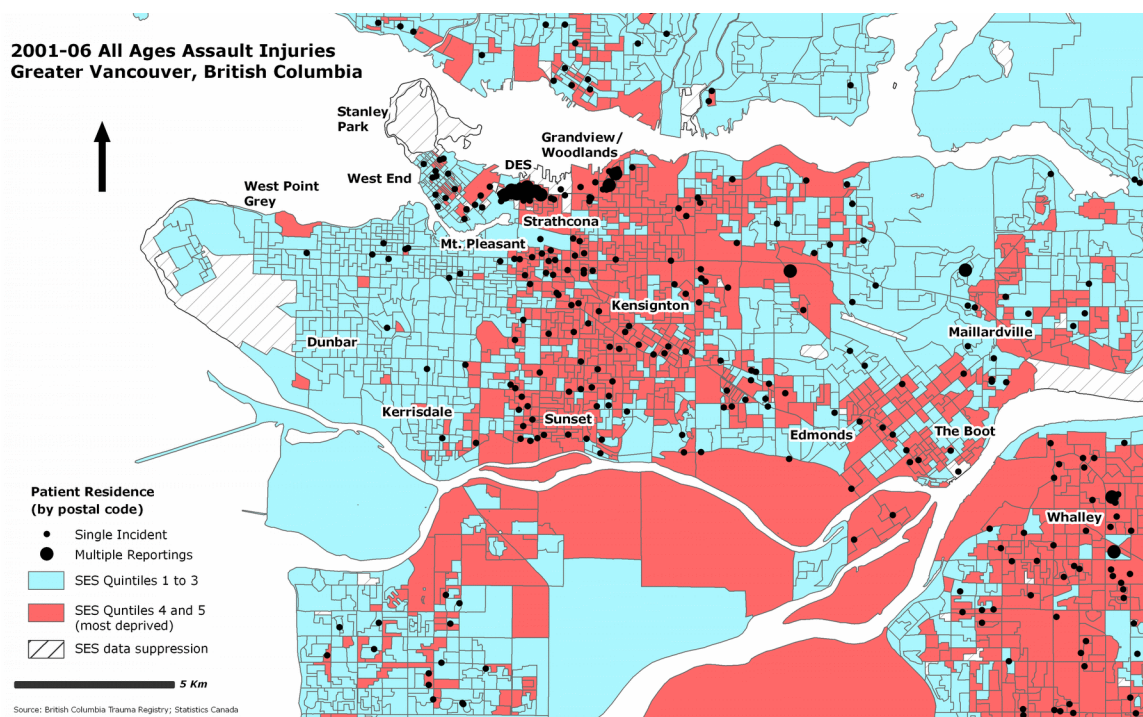 2001-06 All Ages Assault Injuries
Greater Vancouver, British Columbia
Stanley
Park
Grandview/
Woodlands
DES
West End
West Point
Grey
Strathcona
Mt. Pleasant
Kensignton
Maillardville
Dunbar
Kerrisdale
Sunset
Edmonds
The Boot
Whalley
Patient Residence
(by postal code)
Single Incident
Multiple Reportings
SES Quintiles 1 to 3
SES Quntiles 4 and 5
(most deprived)
SES data suppression
5 Km
Source: British Columbia Trauma Registry; Statistics Canada